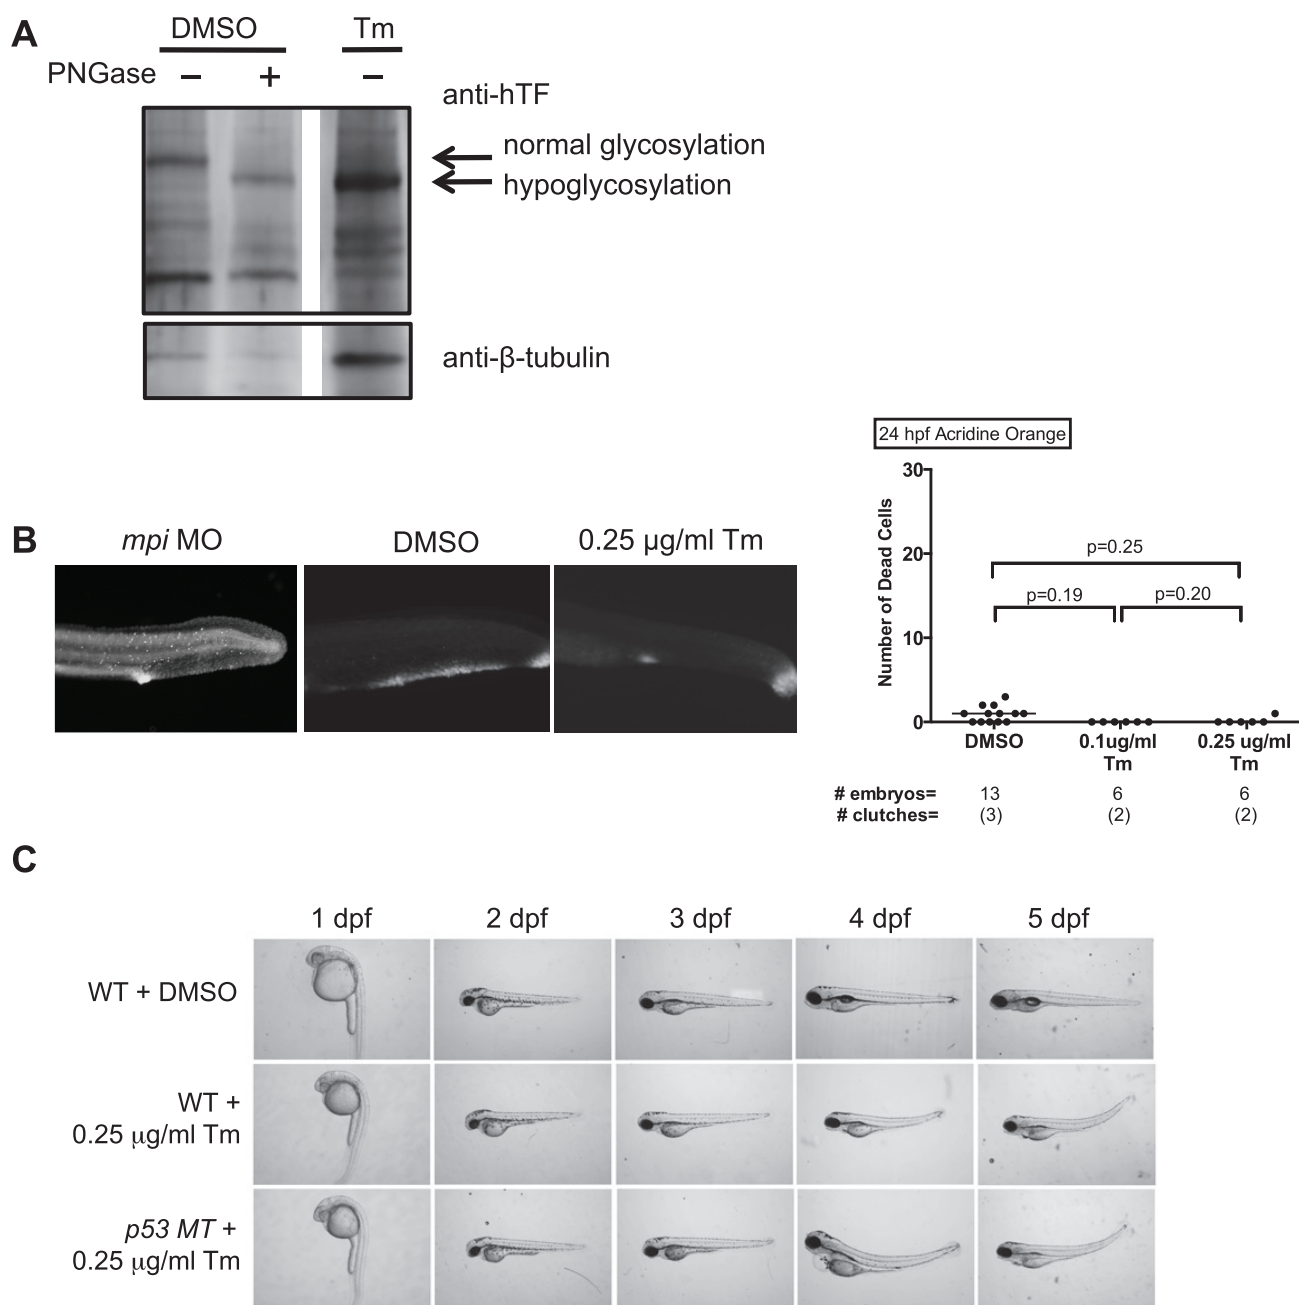 A
DMSO Tm
PNGase − + −
anti-hTF
normal glycosylation
hypoglycosylation
anti-β-tubulin
B
mpi MO DMSO 0.25 µg/ml Tm
24 hpf Acridine Orange
Number of Dead Cells
30
20
10
0
p=0.25
p=0.19 p=0.20
DMSO 0.1ug/ml 0.25 ug/ml
Tm Tm
# embryos= 13 6 6
# clutches= (3) (2) (2)
C
1 dpf 2 dpf 3 dpf 4 dpf 5 dpf
WT + DMSO
WT +
0.25 µg/ml Tm
p53 MT +
0.25 µg/ml Tm